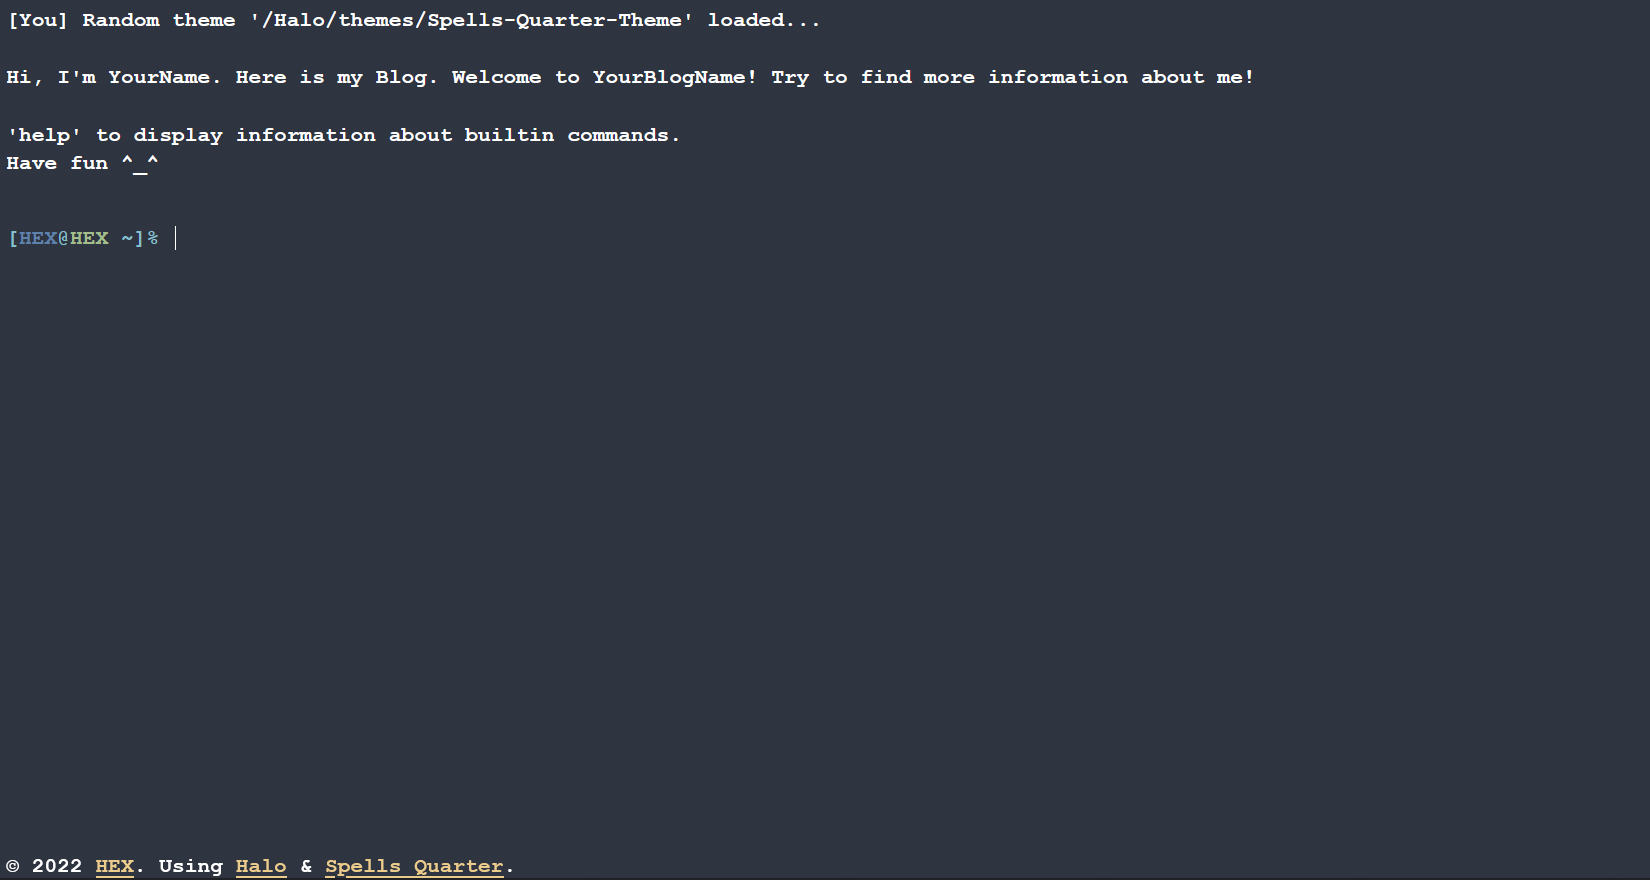 [You] Random theme '/Halo/themes/Spells-Quarter-Theme' loaded...
Hi, I'm YourName. Here is my Blog. Welcome to YourBlogName! Try to find more information about me!
'help' to display information about builtin commands.
Have fun ^_^
[HEX@HEX ~]%
© 2022 HEX. Using Halo & Spells Quarter.